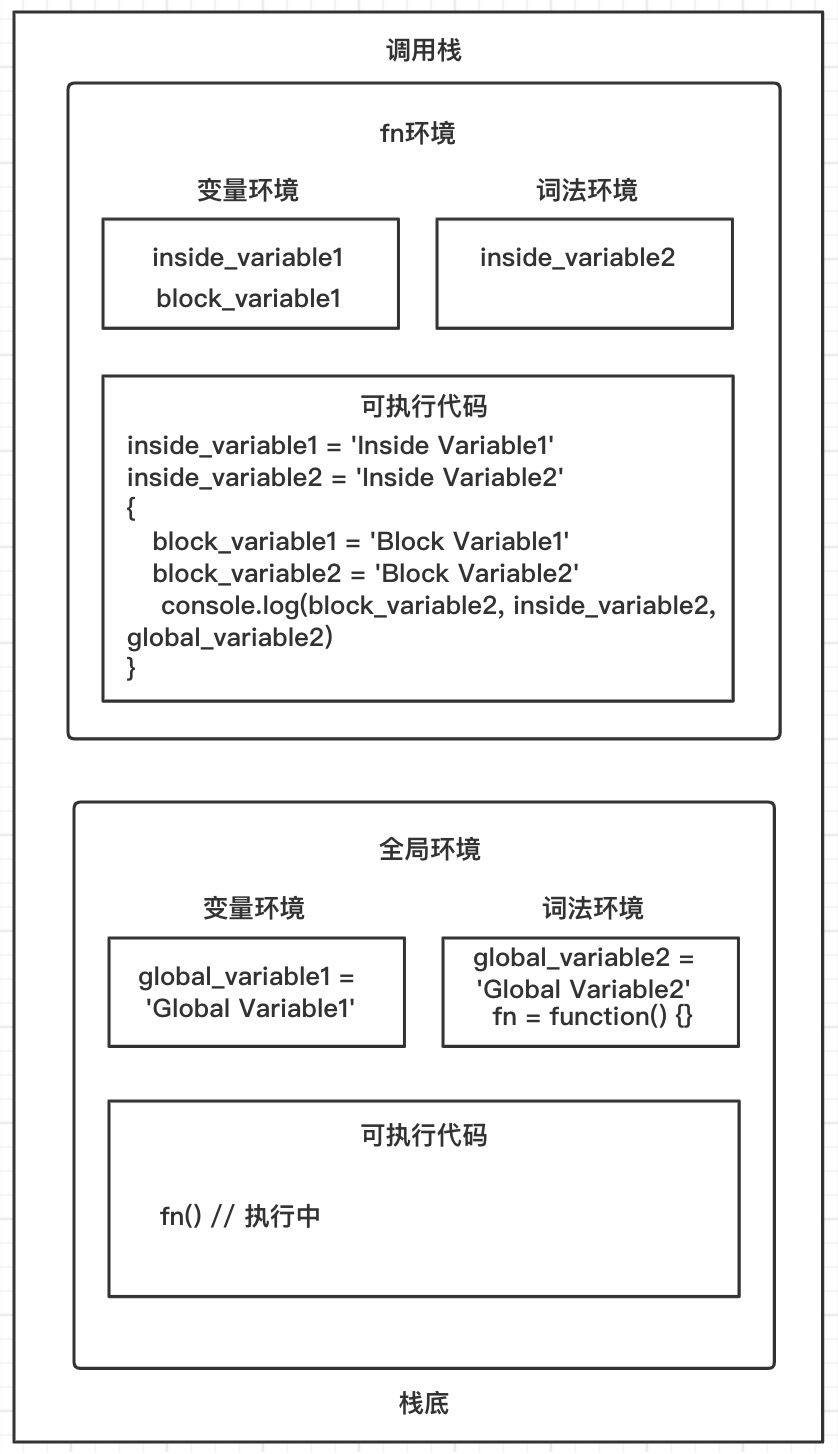 调用栈
fn环境
变量环境
词法环境
inside_variable1
block_variable1
inside_variable2
可执行代码
inside_variable1 = 'Inside Variable1'
inside_variable2 = 'Inside Variable2'
{
block_variable1 = 'Block Variable1'
block_variable2 = 'Block Variable2'
console.log(block_variable2, inside_variable2,
global_variable2)
}
全局环境
变量环境
词法环境
global_variable1 =
'Global Variable1'
global_variable2 =
'Global Variable2'
fn = function() {}
可执行代码
fn() // 执行中
栈底